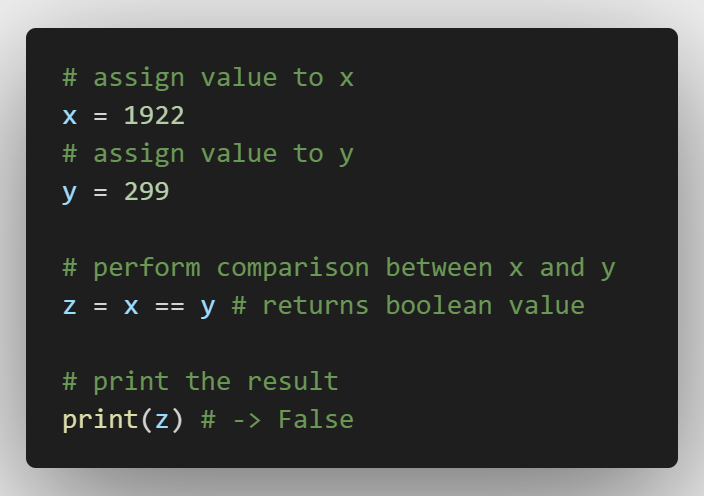 # assign value to x
x = 1922
# assign value to y
y = 299
# perform comparison between x and y
z = x == y # returns boolean value
# print the result
print(z) # -> False